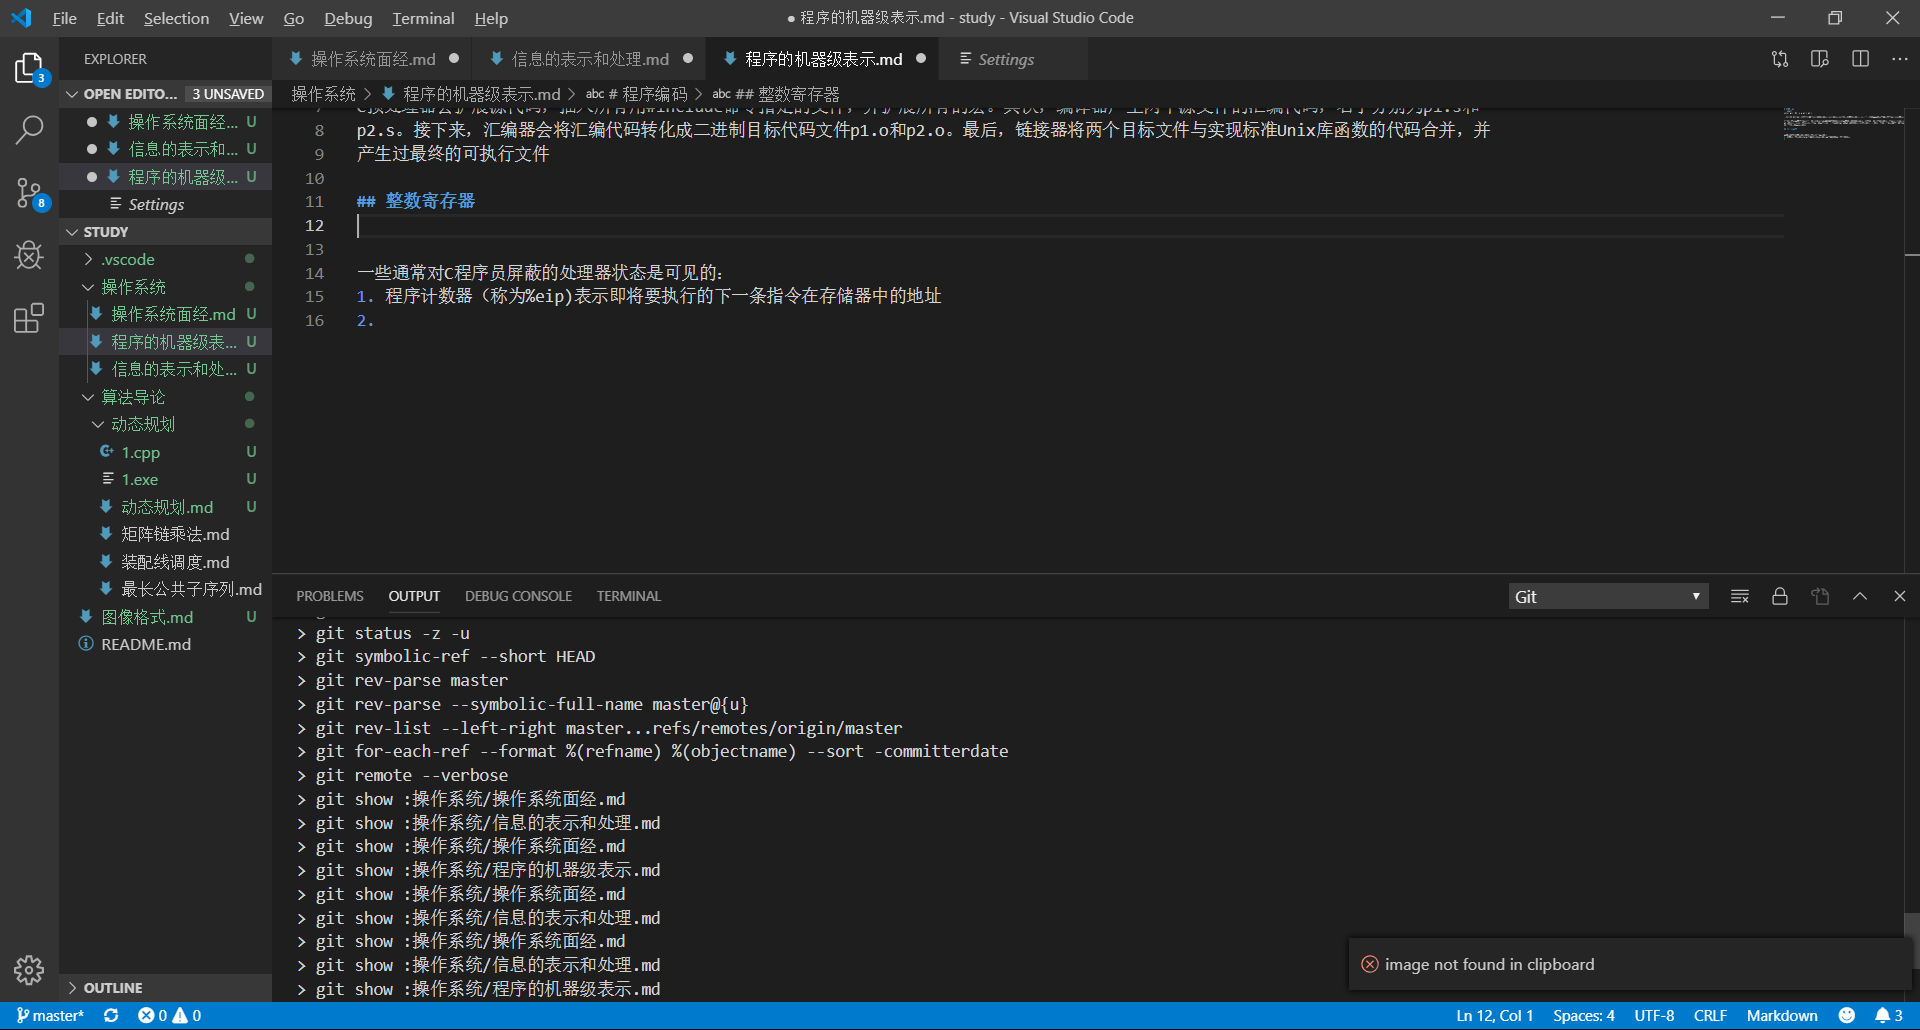 File Edit Selection View Go Debug Terminal Help
● 程序的机器级表示.md - study - Visual Studio Code
EXPLORER
操作系统面经.md
信息的表示和处理.md
程序的机器级表示.md
Settings
OPEN EDITO... 3 UNSAVED
操作系统面经... U
信息的表示和... U
程序的机器级... U
Settings
STUDY
.vscode
操作系统
操作系统面经.md U
程序的机器级表... U
信息的表示和处... U
算法导论
动态规划
1.cpp U
1.exe U
动态规划.md U
矩阵链乘法.md
装配线调度.md
最长公共子序列.md
图像格式.md U
README.md
OUTLINE
3
8
操作系统 > 程序的机器级表示.md > abc # 程序编码 > abc ## 整数寄存器
8 p2.s。接下来，汇编器会将汇编代码转化成二进制目标代码文件p1.o和p2.o。最后，链接器将两个目标文件与实现标准Unix库函数的代码合并，并
9 产生过最终的可执行文件
10
11 ## 整数寄存器
12
13
14 一些通常对C程序员屏蔽的处理器状态是可见的：
15 1. 程序计数器（称为%eip)表示即将要执行的下一条指令在存储器中的地址
16 2.
PROBLEMS OUTPUT DEBUG CONSOLE TERMINAL
Git
> git status -z -u
> git symbolic-ref --short HEAD
> git rev-parse master
> git rev-parse --symbolic-full-name master@{u}
> git rev-list --left-right master...refs/remotes/origin/master
> git for-each-ref --format %(refname) %(objectname) --sort -committerdate
> git remote --verbose
> git show :操作系统/操作系统面经.md
> git show :操作系统/信息的表示和处理.md
> git show :操作系统/操作系统面经.md
> git show :操作系统/程序的机器级表示.md
> git show :操作系统/操作系统面经.md
> git show :操作系统/信息的表示和处理.md
> git show :操作系统/操作系统面经.md
> git show :操作系统/信息的表示和处理.md
> git show :操作系统/程序的机器级表示.md
image not found in clipboard
master* 0 0
Ln 12, Col 1 Spaces: 4 UTF-8 CRLF Markdown 3